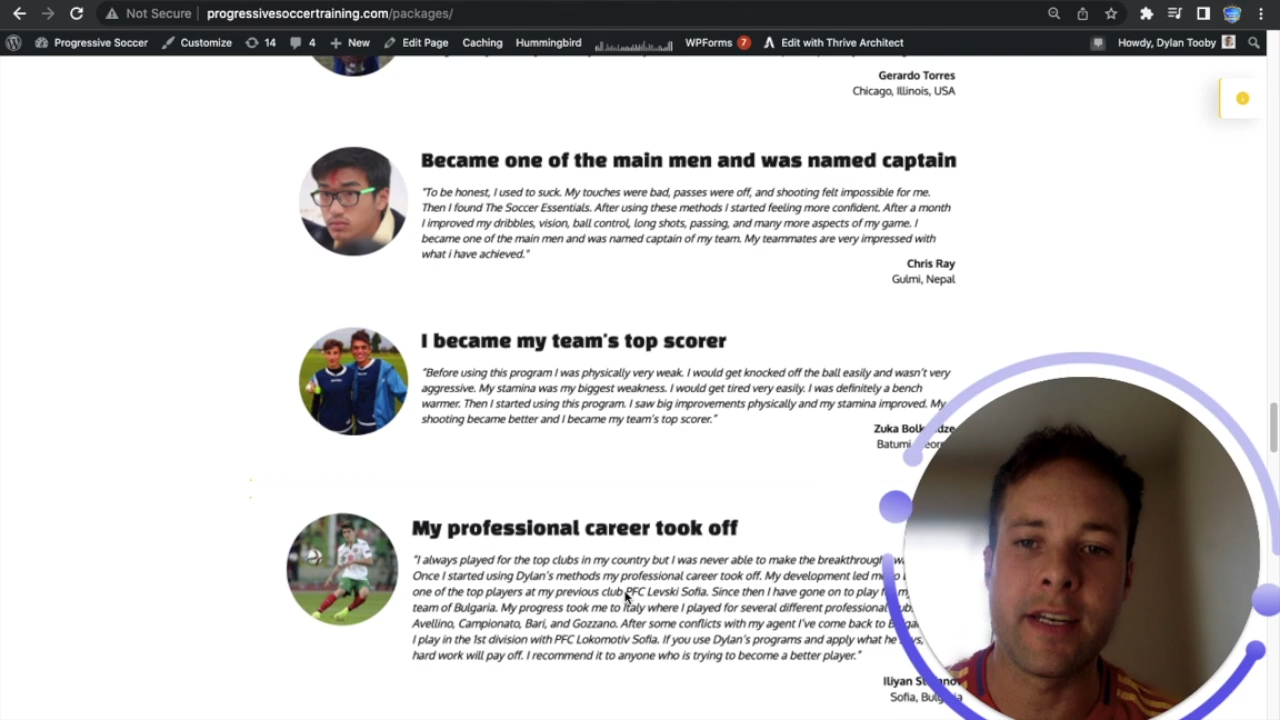 Not Secure progressivesoccertraining.com/packages/
Progressive Soccer Customize 14 4 New Edit Page Caching Hummingbird WPForms 7 Edit with Thrive Architect Howdy, Dylan Tooby
Gerardo Torres
Chicago, Illinois, USA
Became one of the main men and was named captain
"To be honest, I used to suck. My touches were bad, passes were off, and shooting felt impossible for me.
Then I found The Soccer Essentials. After using these methods I started feeling more confident. After a month
I improved my dribbles, vision, ball control, long shots, passing, and many more aspects of my game. I
became one of the main men and was named captain of my team. My teammates are very impressed with
what i have achieved."
Chris Ray
Gulmi, Nepal
I became my team's top scorer
"Before using this program I was physically very weak. I would get knocked off the ball easily and wasn't very
aggressive. My stamina was my biggest weakness. I would get tired very easily. I was definitely a bench
warmer. Then I started using this program. I saw big improvements physically and my stamina improved. My
shooting became better and I became my team's top scorer."
Zuka
Batumi
My professional career took off
"I always played for the top clubs in my country but I was never able to make the breakthrough
Once I started using Dylan's methods my professional career took off. My development led me
one of the top players at my previous club PFC Levski Sofia. Since then I have gone on to play
team of Bulgaria. My progress took me to Italy where I played for several different professional
Avellino, Campionato, Bari, and Gozzano. After some conflicts with my agent I've come back to
I play in the 1st division with PFC Lokomotiv Sofia. If you use Dylan's programs and apply what he
hard work will pay off. I recommend it to anyone who is trying to become a better player."
Iliyan
Sofia,